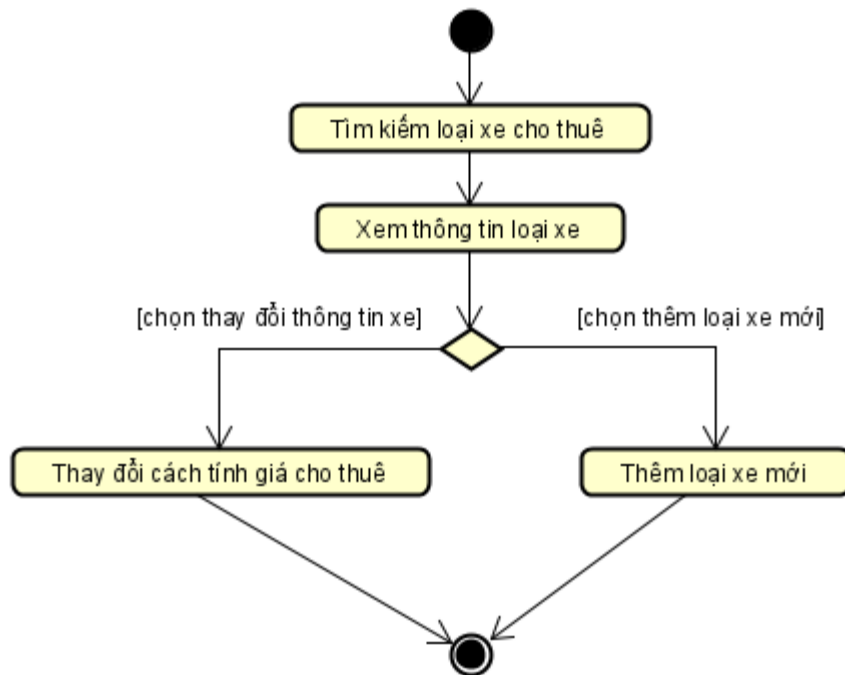 Tìm kiếm loại xe cho thuê
Xem thông tin loại xe
[chọn thay đổi thông tin xe]
[chọn thêm loại xe mới]
Thay đổi cách tính giá cho thuê
Thêm loại xe mới